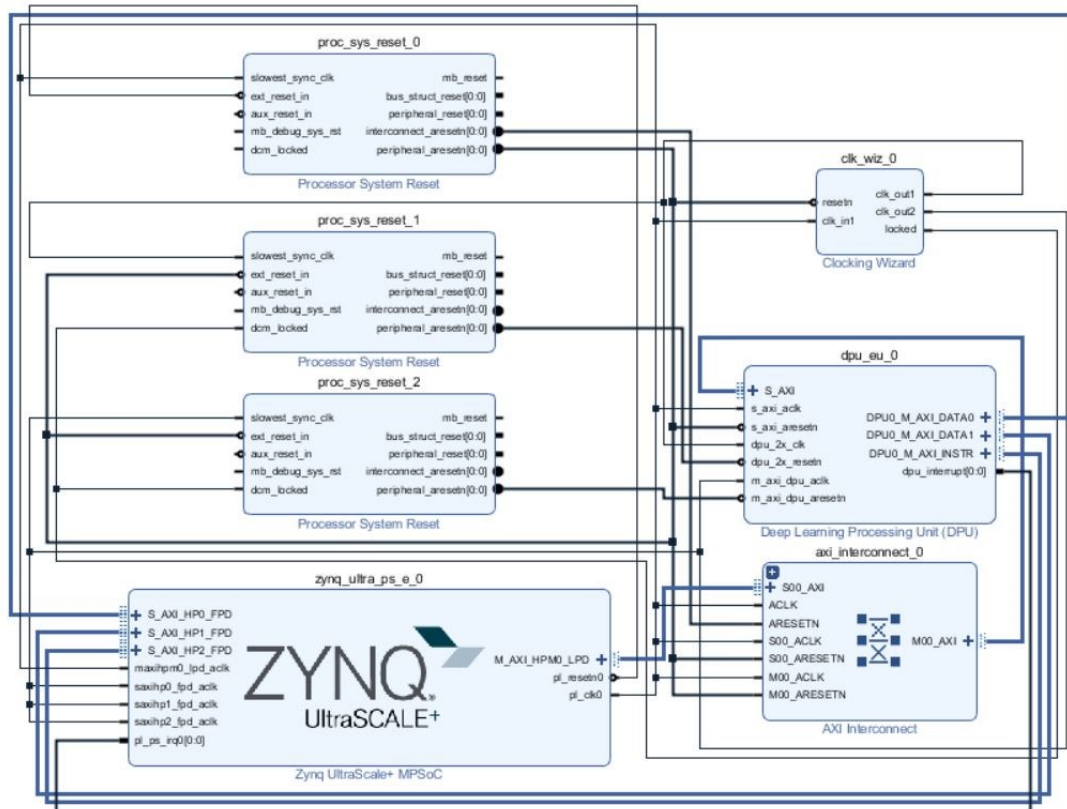 proc_sys_reset_0
slowest_sync_clk
mb_reset
ext_reset_in
bus_struct_reset[0:0]
aux_reset_in
peripheral_reset[0:0]
mb_debug_sys_rst
interconnect_aresetn[0:0]
dcm_locked
peripheral_aresetn[0:0]
Processor System Reset
clk_wiz_0
resetn
clk_out1
clk_in1
clk_out2
locked
Clocking Wizard
proc_sys_reset_1
slowest_sync_clk
mb_reset
ext_reset_in
bus_struct_reset[0:0]
aux_reset_in
peripheral_reset[0:0]
mb_debug_sys_rst
interconnect_aresetn[0:0]
dcm_locked
peripheral_aresetn[0:0]
Processor System Reset
proc_sys_reset_2
slowest_sync_clk
mb_reset
ext_reset_in
bus_struct_reset[0:0]
aux_reset_in
peripheral_reset[0:0]
mb_debug_sys_rst
interconnect_aresetn[0:0]
dcm_locked
peripheral_aresetn[0:0]
Processor System Reset
dpu_eu_0
S_AXI
s_axi_aclk
s_axi_aresetn
dpu_2x_clk
dpu_2x_resetn
m_axi_dpu_aclk
m_axi_dpu_aresetn
DPU0_M_AXI_DATA0
DPU0_M_AXI_DATA1
DPU0_M_AXI_INSTR
dpu_interrupt[0:0]
Deep Learning Processing Unit (DPU)
zynq_ultra_ps_e_0
S_AXI_HP0_FPD
S_AXI_HP1_FPD
S_AXI_HP2_FPD
maxihpm0_lpd_aclk
saxihp0_fpd_aclk
saxihp1_fpd_aclk
saxihp2_fpd_aclk
pl_ps_irq0[0:0]
ZYNQ®
UltraSCALE+
M_AXI_HPM0_LPD
pl_resetn0
pl_clk0
Zynq UltraScale+ MPSoC
axi_interconnect_0
S00_AXI
ACLK
ARESETN
S00_ACLK
S00_ARESETN
M00_ACLK
M00_ARESETN
M00_AXI
AXI Interconnect